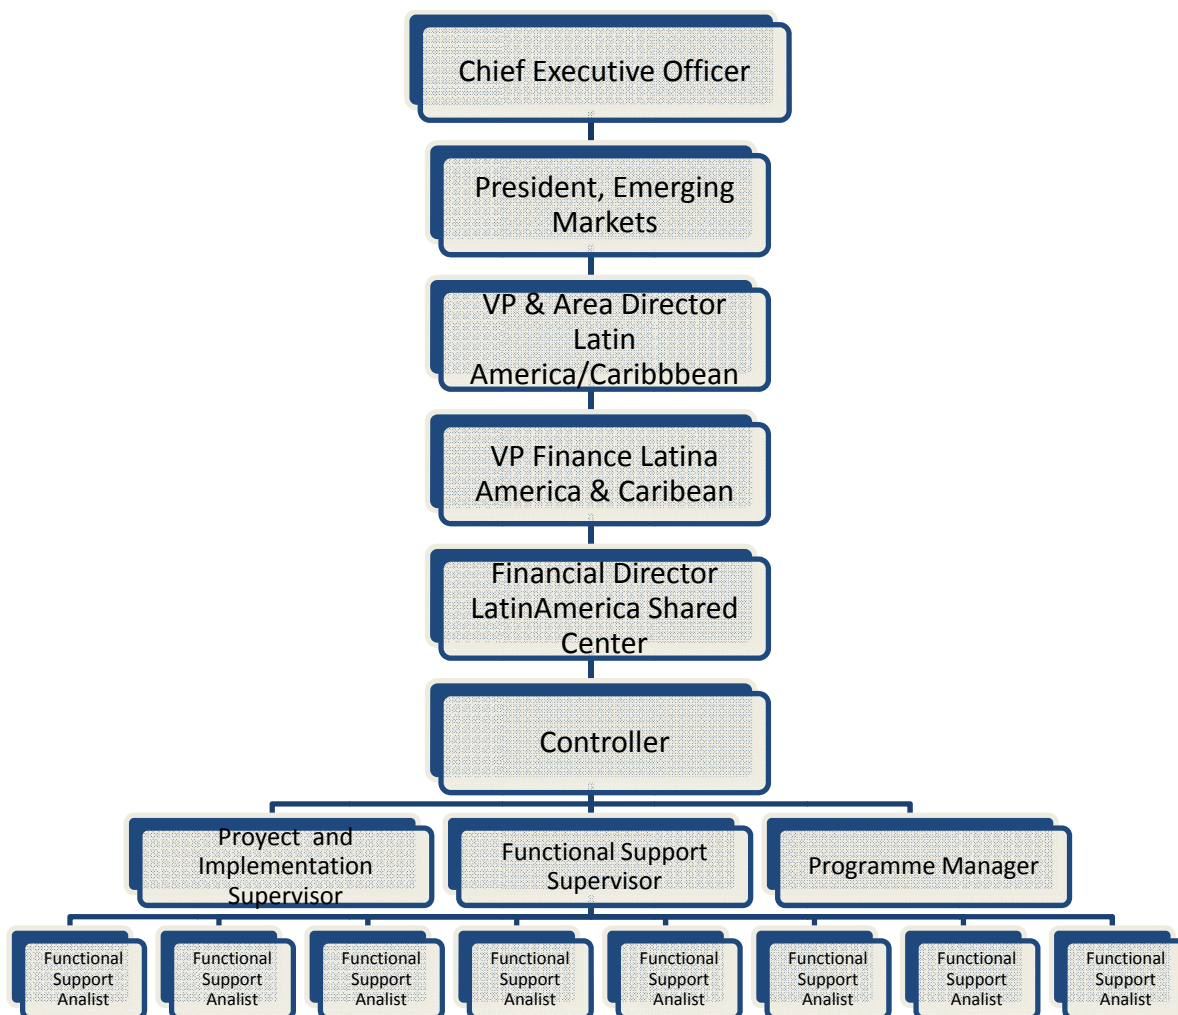 Chief Executive Officer
President, Emerging
Markets
VP & Area Director
Latin
America/Caribbbean
VP Finance Latina
America & Caribean
Financial Director
LatinAmerica Shared
Center
Controller
Proyect and
Implementation
Supervisor
Functional Support
Supervisor
Programme Manager
Functional
Support
Analist
Functional
Support
Analist
Functional
Support
Analist
Functional
Support
Analist
Functional
Support
Analist
Functional
Support
Analist
Functional
Support
Analist
Functional
Support
Analist